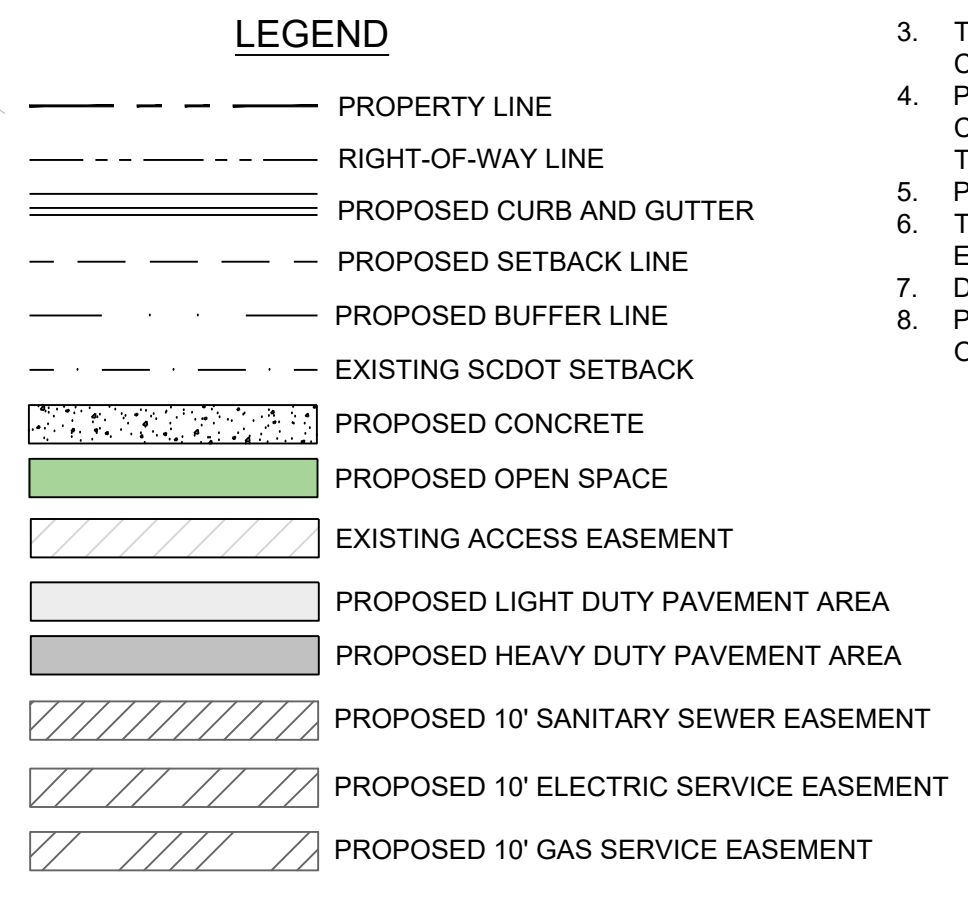 LEGEND
PROPERTY LINE
RIGHT-OF-WAY LINE
PROPOSED CURB AND GUTTER
PROPOSED SETBACK LINE
PROPOSED BUFFER LINE
EXISTING SCDOT SETBACK
PROPOSED CONCRETE
PROPOSED OPEN SPACE
EXISTING ACCESS EASEMENT
PROPOSED LIGHT DUTY PAVEMENT AREA
PROPOSED HEAVY DUTY PAVEMENT AREA
PROPOSED 10' SANITARY SEWER EASEMENT
PROPOSED 10' ELECTRIC SERVICE EASEMENT
PROPOSED 10' GAS SERVICE EASEMENT
3.
4.
5.
6.
7.
8.